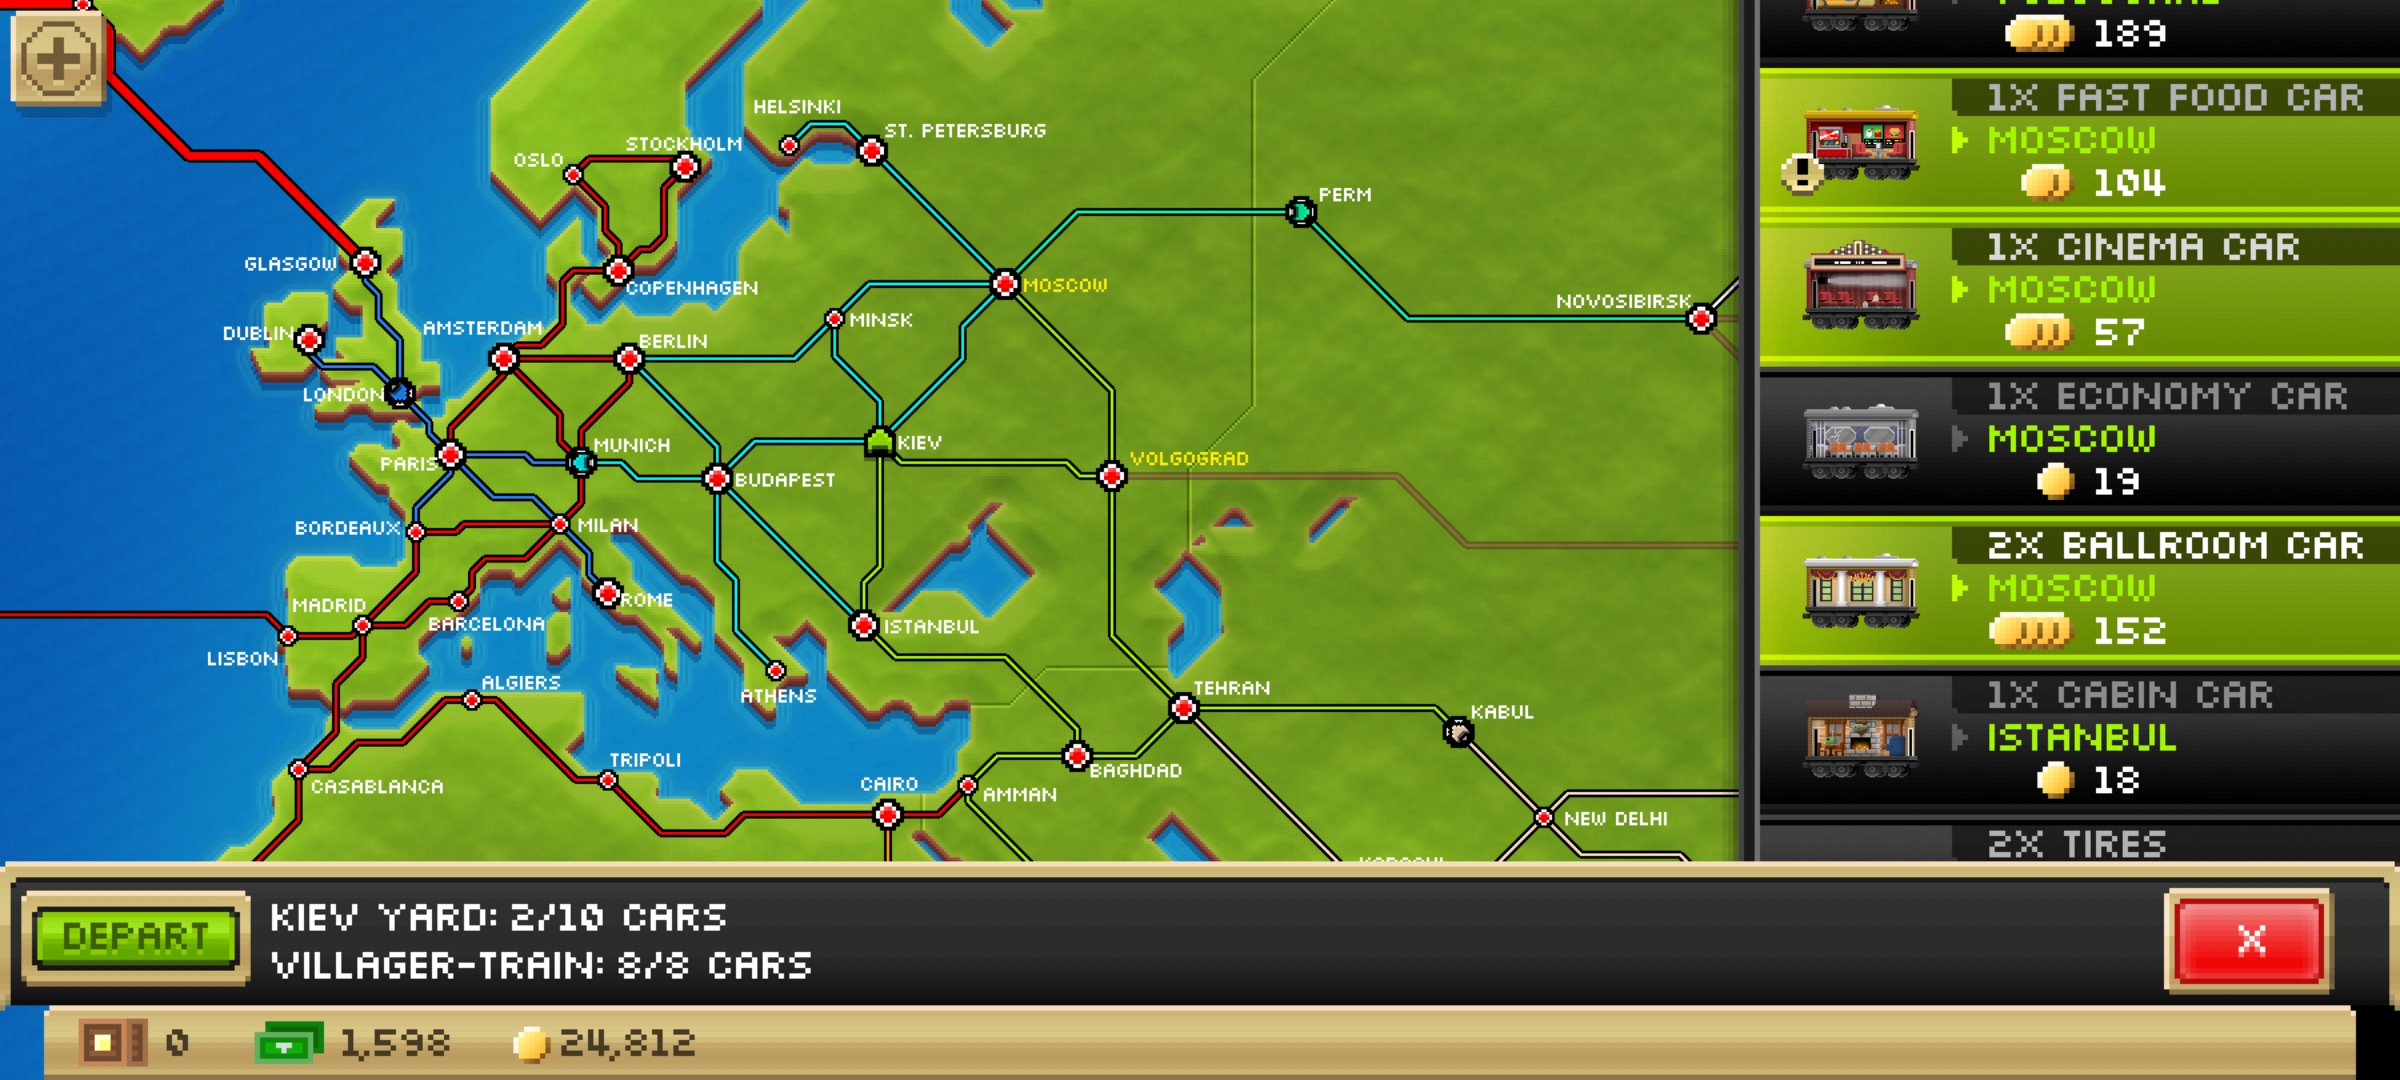 189
1X FAST FOOD CAR
MOSCOW
104
1X CINEMA CAR
MOSCOW
57
1X ECONOMY CAR
MOSCOW
19
2X BALLROOM CAR
MOSCOW
152
1X CABIN CAR
ISTANBUL
18
2X TIRES
HELSINKI
ST. PETERSBURG
STOCKHOLM
OSLO
PERM
GLASGOW
COPENHAGEN
MOSCOW
NOVOSIBIRSK
DUBLIN
AMSTERDAM
BERLIN
MINSK
LONDON
MUNICH
KIEV
PARIS
VOLGOGRAD
BUDAPEST
BORDEAUX
MILAN
MADRID
ROME
BARCELONA
ISTANBUL
LISBON
ALGIERS
ATHENS
TEHRAN
KABUL
TRIPOLI
BAGHDAD
CASABLANCA
CAIRO
AMMAN
NEW DELHI
DEPART
KIEV YARD: 2/10 CARS
VILLAGER-TRAIN: 8/8 CARS
X
0
1,598
24,812